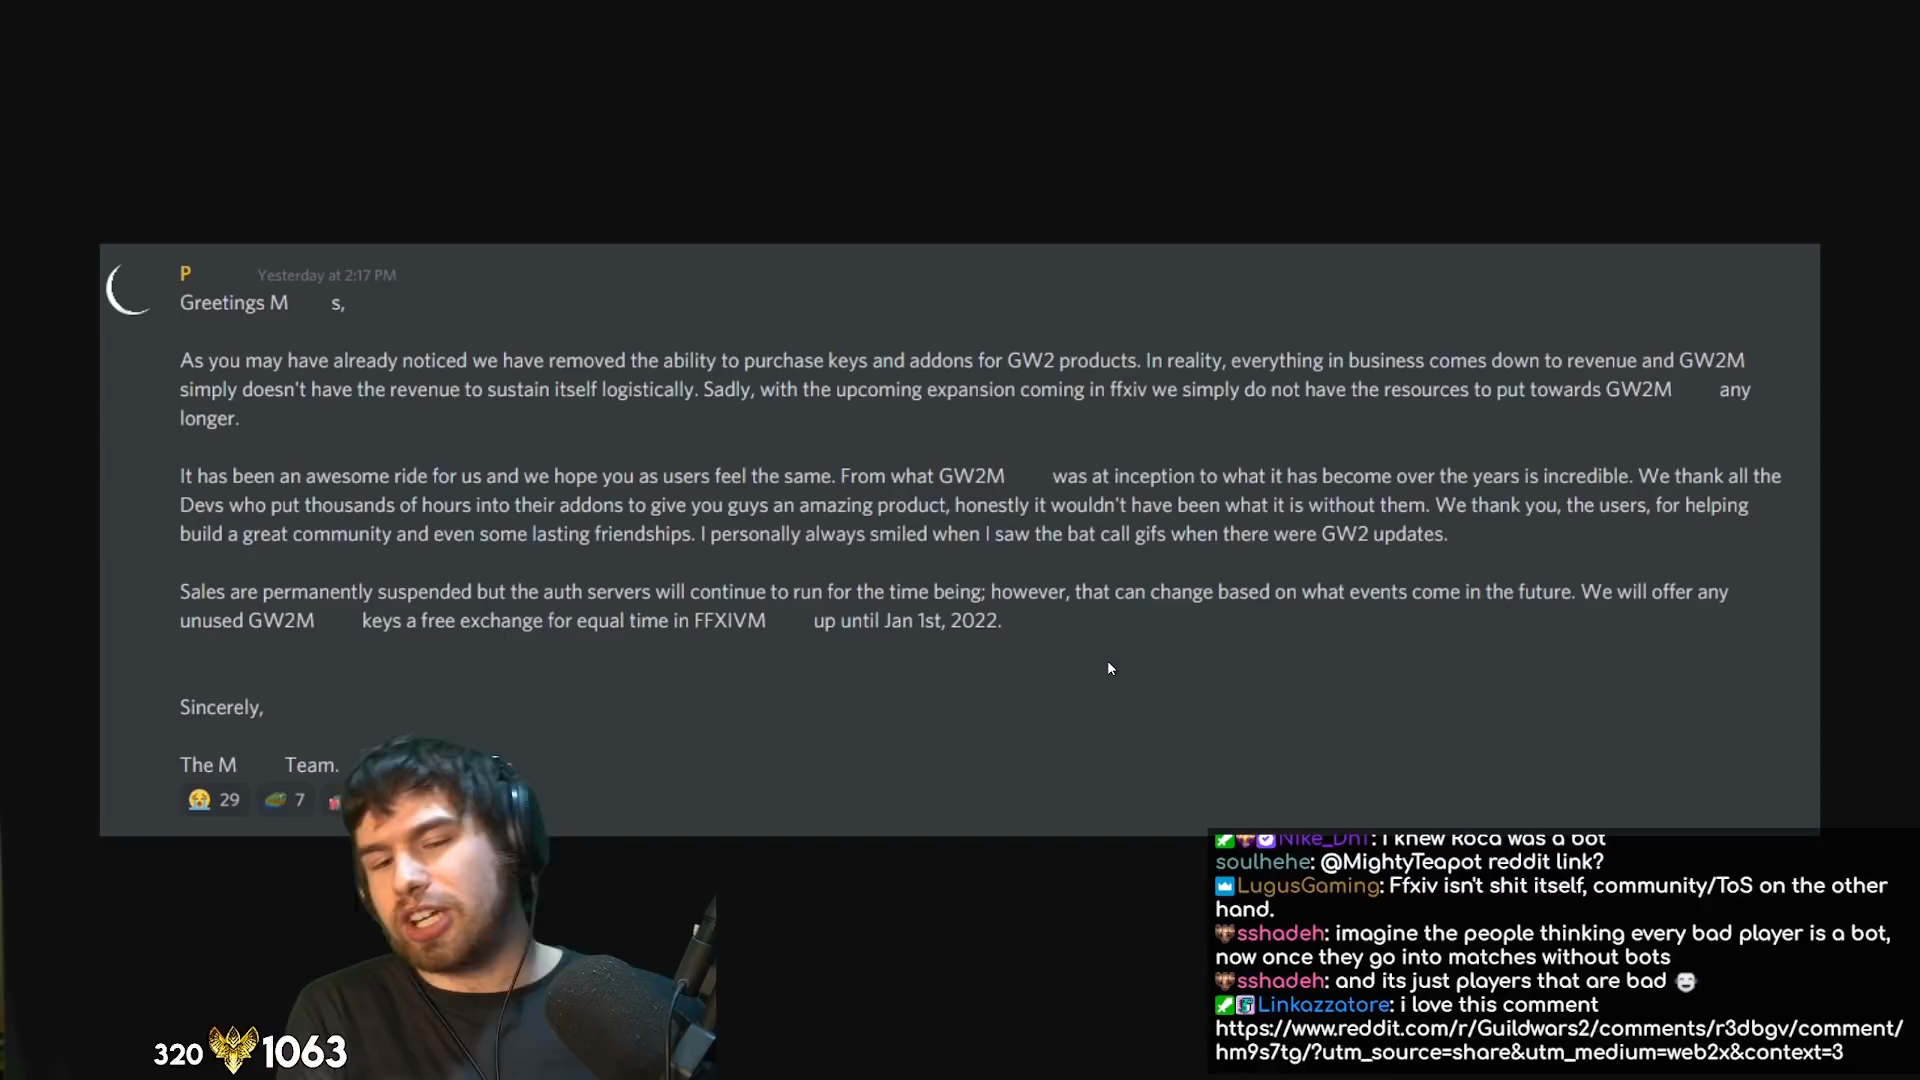 P Yesterday at 2:17 PM
Greetings M s,
As you may have already noticed we have removed the ability to purchase keys and addons for GW2 products. In reality, everything in business comes down to revenue and GW2M
simply doesn't have the revenue to sustain itself logistically. Sadly, with the upcoming expansion coming in ffxiv we simply do not have the resources to put towards GW2M any
longer.
It has been an awesome ride for us and we hope you as users feel the same. From what GW2M was at inception to what it has become over the years is incredible. We thank all the
Devs who put thousands of hours into their addons to give you guys an amazing product, honestly it wouldn't have been what it is without them. We thank you, the users, for helping
build a great community and even some lasting friendships. I personally always smiled when I saw the bat call gifs when there were GW2 updates.
Sales are permanently suspended but the auth servers will continue to run for the time being; however, that can change based on what events come in the future. We will offer any
unused GW2M keys a free exchange for equal time in FFXIVM up until Jan 1st, 2022.
Sincerely,
The M Team.
29 7
320 1063
Nike_Dh1: I knew Roca was a bot
soulhehe: @MightyTeapot reddit link?
LugusGaming: Ffxiv isn't shit itself, community/ToS on the other
hand.
sshadeh: imagine the people thinking every bad player is a bot,
now once they go into matches without bots
sshadeh: and its just players that are bad
Linkazzatore: i love this comment
https://www.reddit.com/r/Guildwars2/comments/r3dbgv/comment/
hm9s7tg/?utm_source=share&utm_medium=web2x&context=3